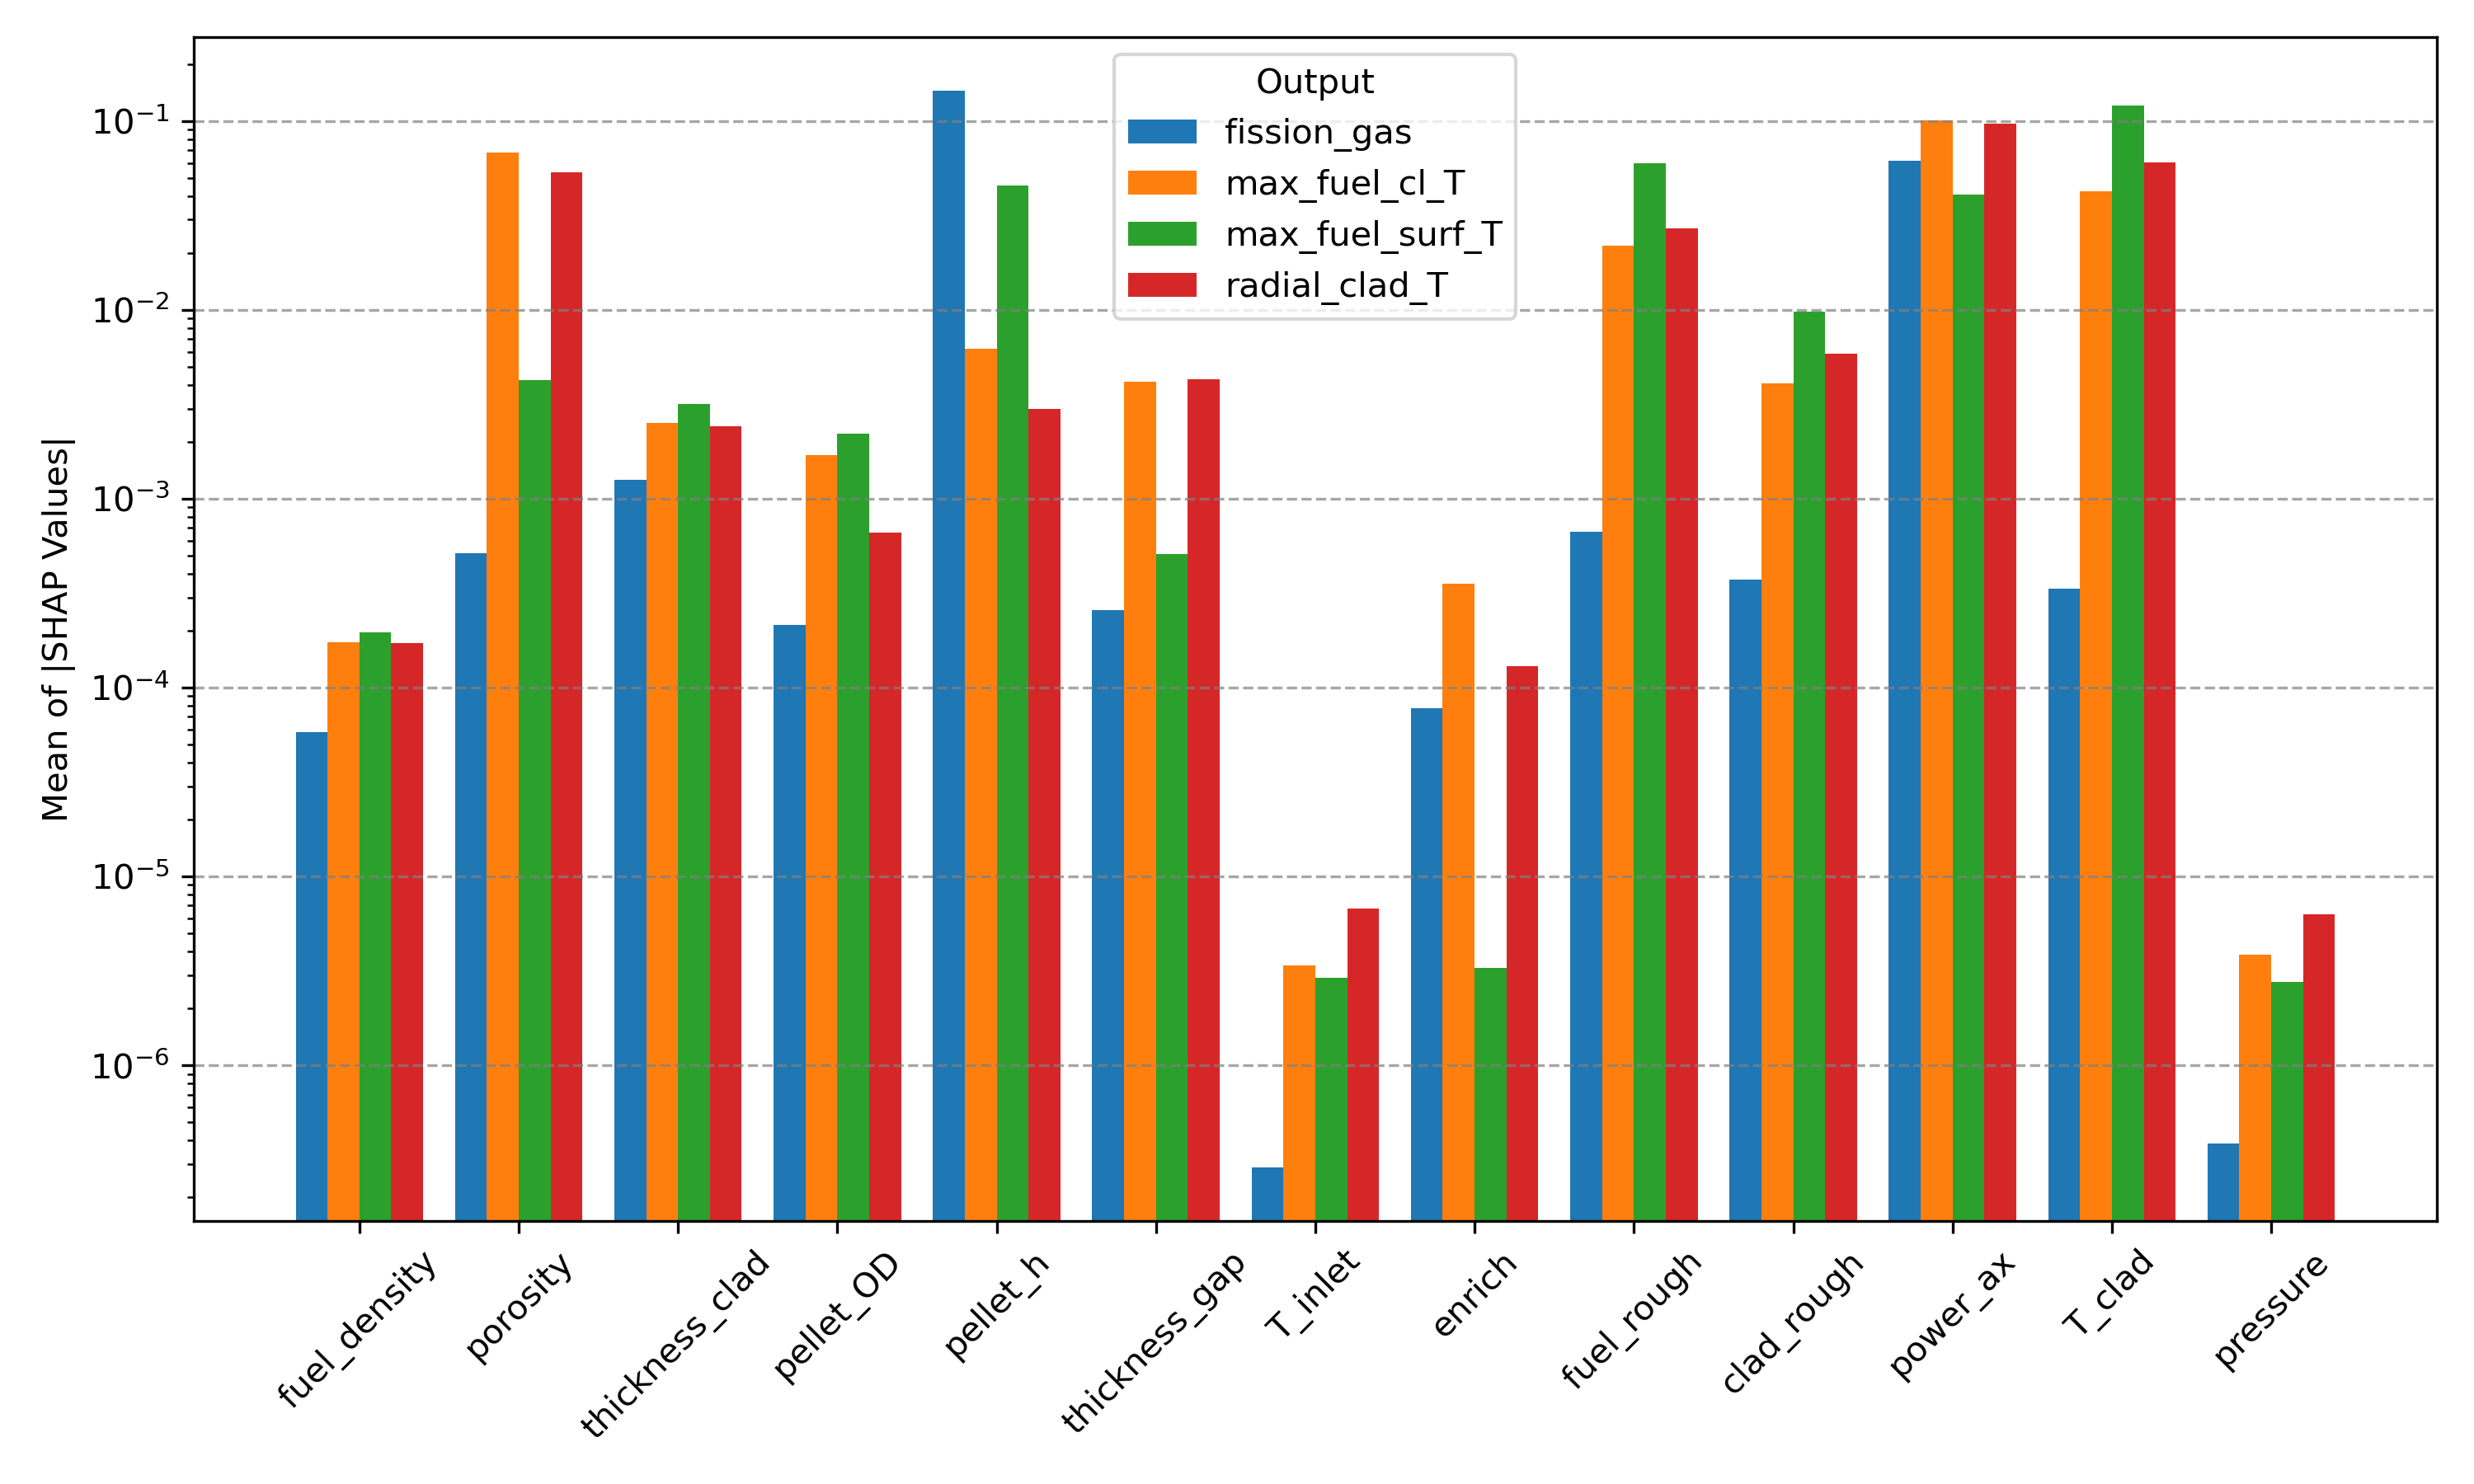 Output
fission_gas
max_fuel_cl_T
max_fuel_surf_T
radial_clad_T
Mean of |SHAP Values|
10⁻¹
10⁻²
10⁻³
10⁻⁴
10⁻⁵
10⁻⁶
fuel_density
porosity
thickness_clad
pellet_OD
pellet_h
thickness_gap
T_inlet
enrich
fuel_rough
clad_rough
power_ax
T_clad
pressure